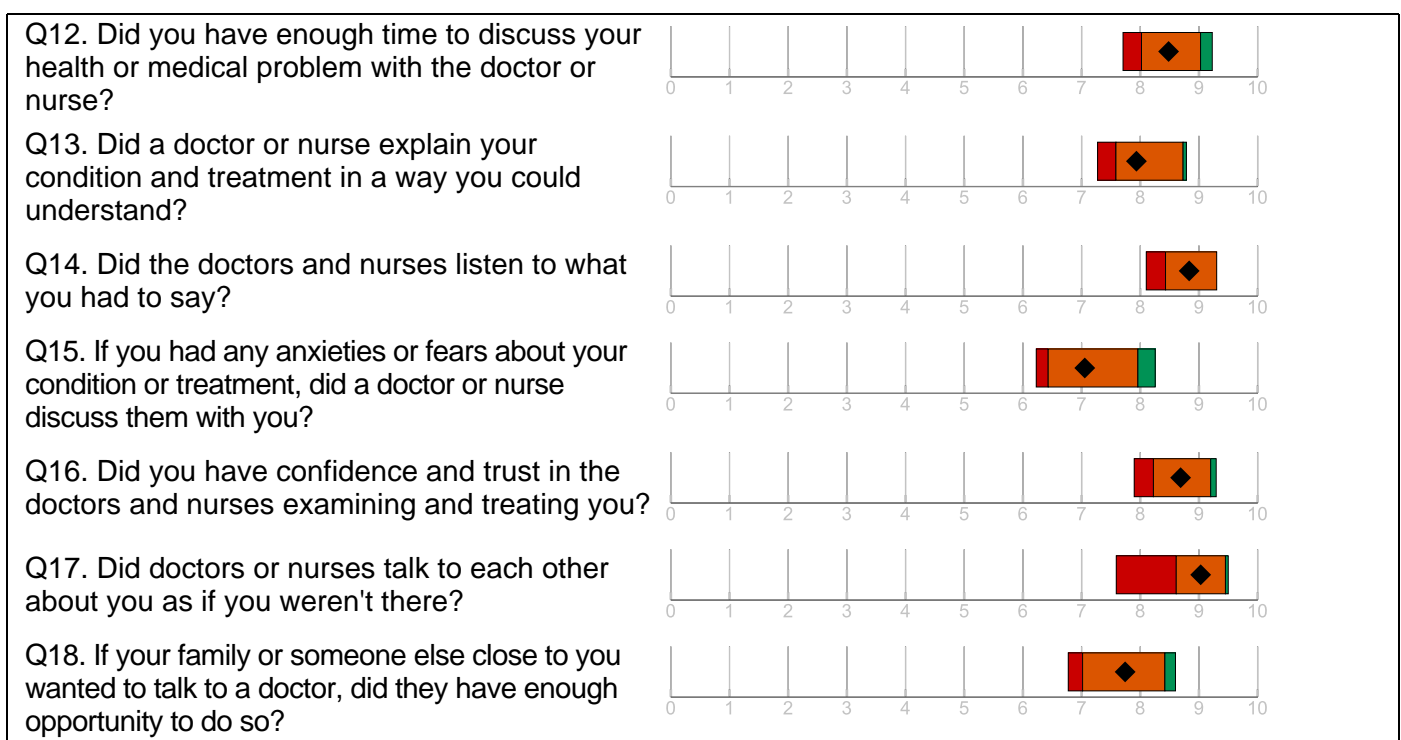 Q12. Did you have enough time to discuss your
health or medical problem with the doctor or
nurse?
0 1 2 3 4 5 6 7 8 9 10
Q13. Did a doctor or nurse explain your
condition and treatment in a way you could
understand?
0 1 2 3 4 5 6 7 8 9 10
Q14. Did the doctors and nurses listen to what
you had to say?
0 1 2 3 4 5 6 7 8 9 10
Q15. If you had any anxieties or fears about your
condition or treatment, did a doctor or nurse
discuss them with you?
0 1 2 3 4 5 6 7 8 9 10
Q16. Did you have confidence and trust in the
doctors and nurses examining and treating you?
0 1 2 3 4 5 6 7 8 9 10
Q17. Did doctors or nurses talk to each other
about you as if you weren't there?
0 1 2 3 4 5 6 7 8 9 10
Q18. If your family or someone else close to you
wanted to talk to a doctor, did they have enough
opportunity to do so?
0 1 2 3 4 5 6 7 8 9 10